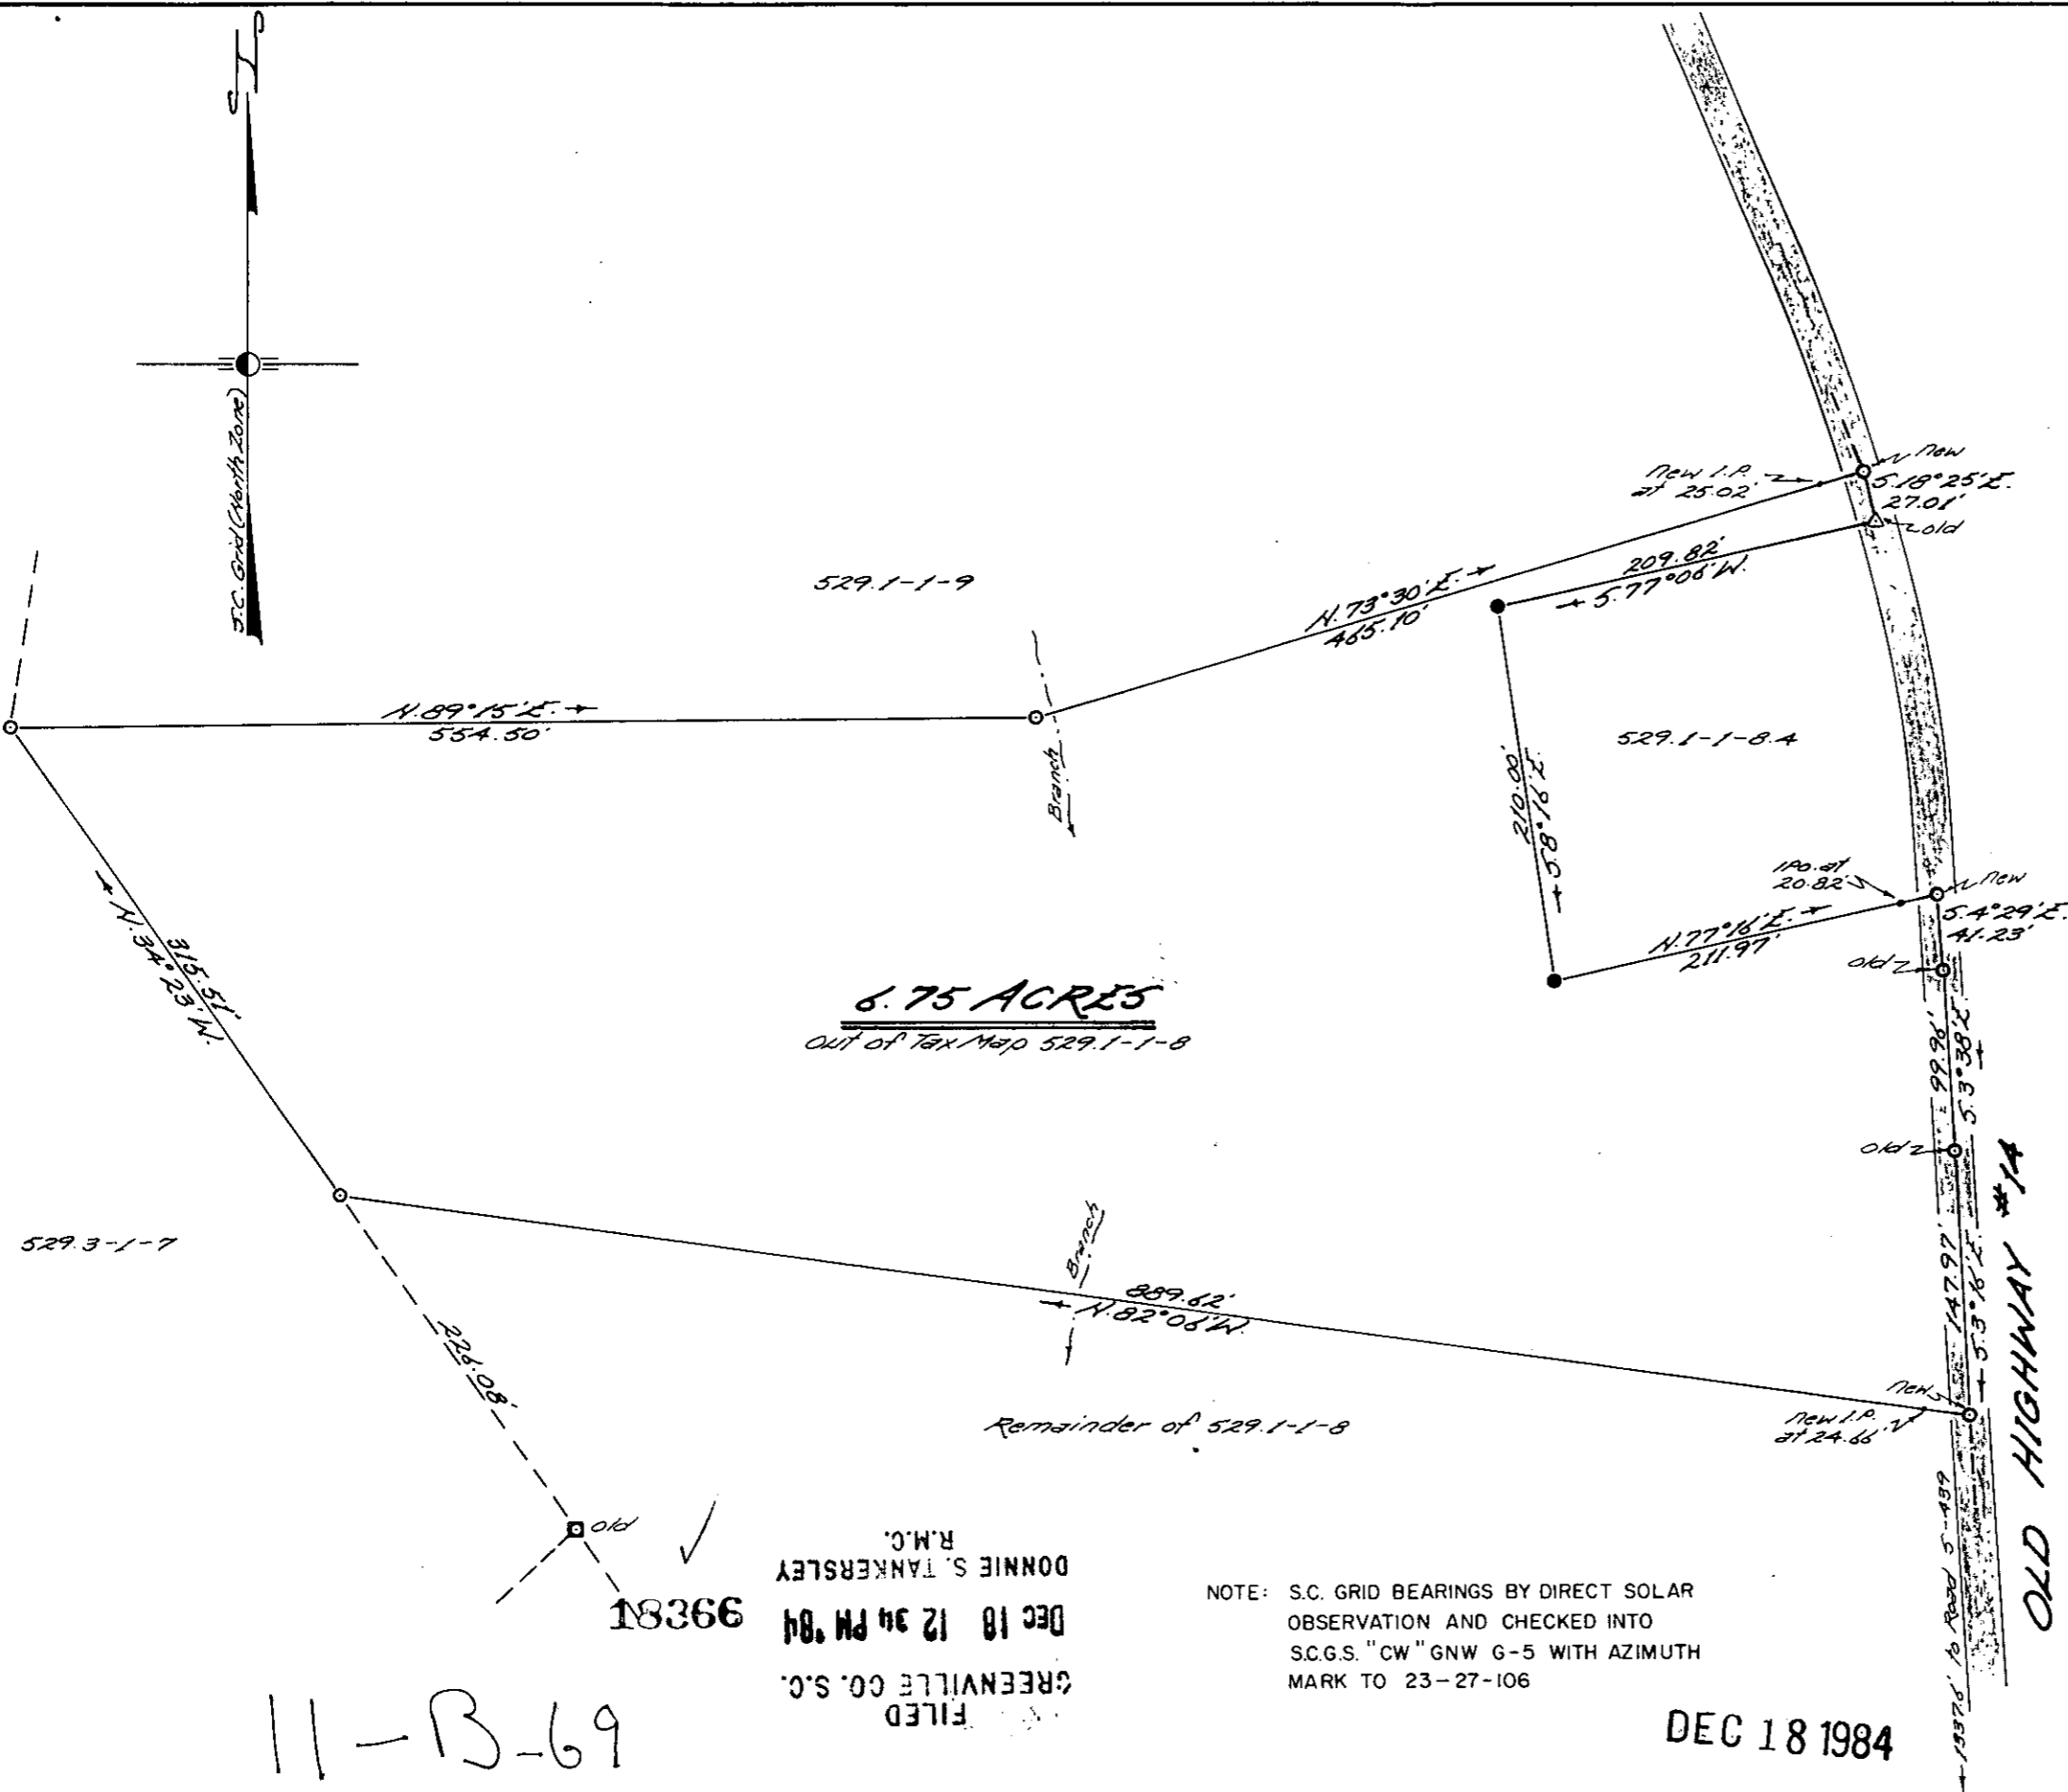 S.C. Grid (North Zone)
new I.P.
at 25.02'
new
S.18°25'E.
27.01'
old
529.1-1-9
N.73°30'E.
465.10'
209.82'
S.77°06'W.
N.89°15'E.
554.50'
Branch
529.1-1-8.4
210.00'
S.8°16'E.
IPO. at
20.82'
new
S.4°29'E.
41.23'
N.77°16'E.
211.97'
old
315.51'
N.34°23'W.
6.75 ACRES
Out of Tax Map 529.1-1-8
99.96'
S.3°38'E.
old
OLD HIGHWAY #14
529.3-1-7
Branch
889.62'
N.82°06'W.
147.97'
S.3°16'E.
226.08'
new
new I.P.
at 24.66'
Remainder of 529.1-1-8
old
18366
FILED
GREENVILLE CO. S.C.
DEC 18 12 34 PM '84
DONNIE S. TANKERSLEY
R.M.C.
NOTE: S.C. GRID BEARINGS BY DIRECT SOLAR
OBSERVATION AND CHECKED INTO
S.C.G.S. "CW" GNW G-5 WITH AZIMUTH
MARK TO 23-27-106
to Road S-439
11-B-69
DEC 18 1984